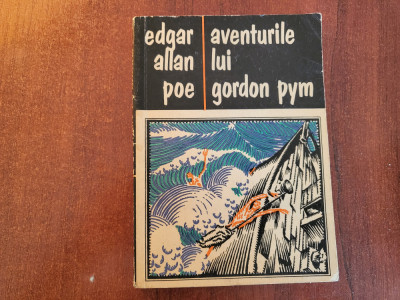 edgar
allan
poe
aventurile
lui
gordon pym